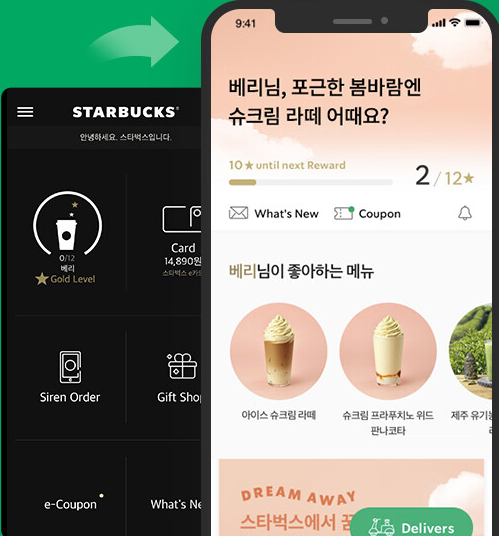 STARBUCKS®
안녕하세요. 스타벅스입니다.
0/12
베리
Gold Level
Card
14,890원
스타벅스 e카
Siren Order
Gift Shop
e-Coupon
What's Ne
9:41
베리님, 포근한 봄바람엔
슈크림 라떼 어때요?
10★ until next Reward
2 / 12★
What's New
Coupon
베리님이 좋아하는 메뉴
아이스 슈크림 라떼
슈크림 프라푸치노 위드
판나코타
제주 유기
DREAM AWAY
스타벅스에서 꿈
Delivers